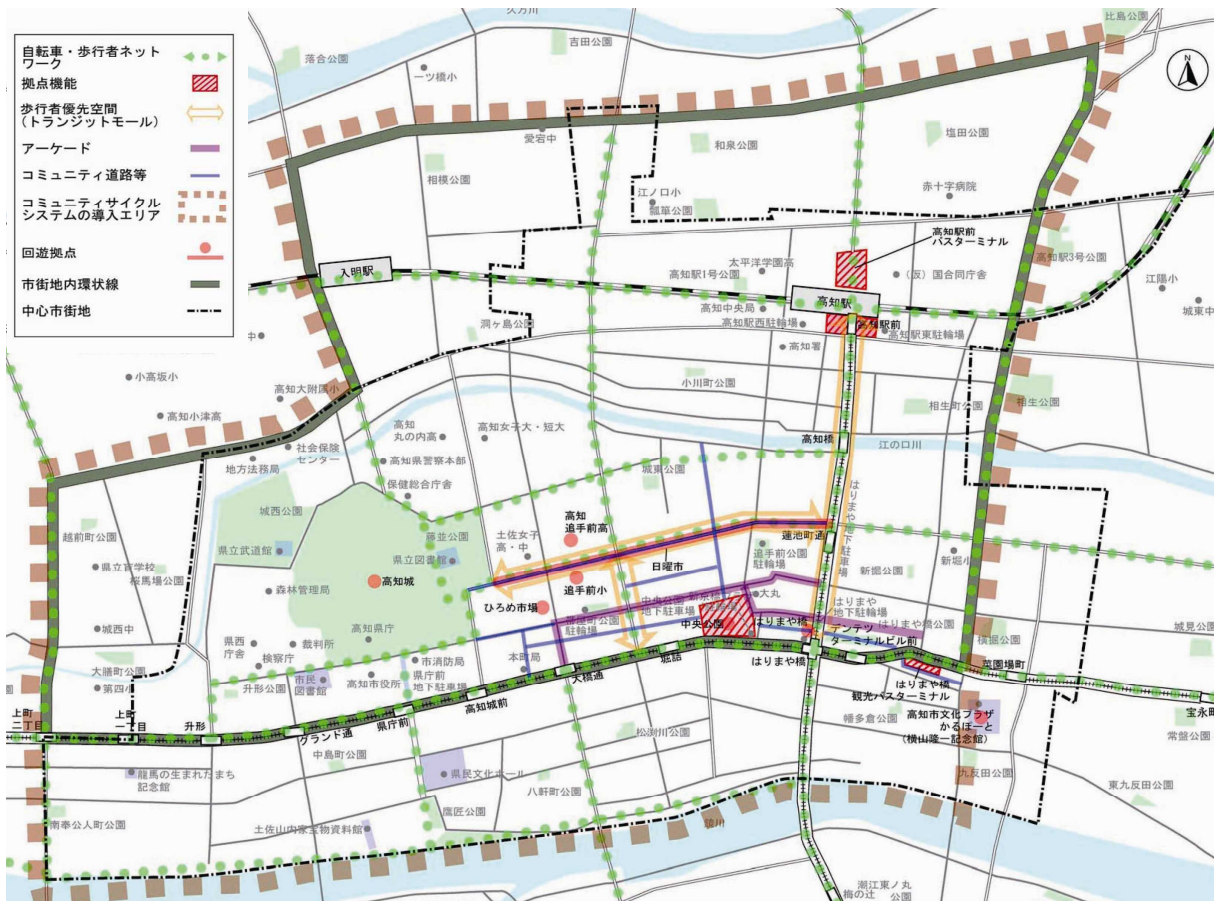 自転車・歩行者ネット
ワーク
拠点機能
歩行者優先空間
(トランジットモール)
アーケード
コミュニティ道路等
コミュニティサイクル
システムの導入エリア
回遊拠点
市街地内環状線
中心市街地
久万川
比島公園
吉田公園
落合公園
一ツ橋小
愛宕中
塩田公園
和泉公園
相模公園
江ノ口小
赤十字病院
高知駅前
バスターミナル
太平洋学園高
高知駅1号公園
(仮)国合同庁舎
高知駅3号公園
江陽小
入明駅
高知駅
城東中
高知中央局
高知駅西駐輪場
高知駅前
高知駅東駐輪場
洞ヶ島公園
高知署
中
小高坂小
高知大附属小
小川町公園
相生町公園
相生公園
高知小津高
高知
丸の内高
高知女子大・短大
高知橋
江の口川
社会保険
センター
地方法務局
高知県警察本部
城東公園
保健総合庁舎
城西公園
高知
追手前高
はりまや地下駐車場
越前町公園
藤並公園
土佐女子
高・中
蓮池町通
県立武道館
県立図書館
日曜市
追手前公園
駐輪場
新堀小
県立盲学校
桜馬場公園
森林管理局
高知城
追手前小
新堀公園
ひろめ市場
中央公園
地下駐車場
大丸
はりまや
地下駐輪場
城西中
高知県庁
帯屋町公園
駐輪場
中央公園
はりまや橋
はりまや橋公園
県西
庁舎
裁判所
デンテツ
ターミナルビル前
横堀公園
城見公園
検察庁
市消防局
本町局
堀詰
はりまや橋
大膳町公園
県庁前
地下駐車場
大橋通
菜園場町
第四小
升形公園
市民
図書館
高知市役所
高知城前
はりまや橋
観光バスターミナル
上町
二丁目
上町
一丁目
升形
グランド通
県庁前
幡多倉公園
高知市文化プラザ
かるぽーと
(横山隆一記念館)
宝永町
常盤公園
中島町公園
松渕川公園
龍馬の生まれたまち
記念館
県民文化ホール
八軒町公園
九反田公園
東九反田公園
南奉公人町公園
鷹匠公園
土佐山内家宝物資料館
鏡川
潮江東ノ丸
公園
梅の辻